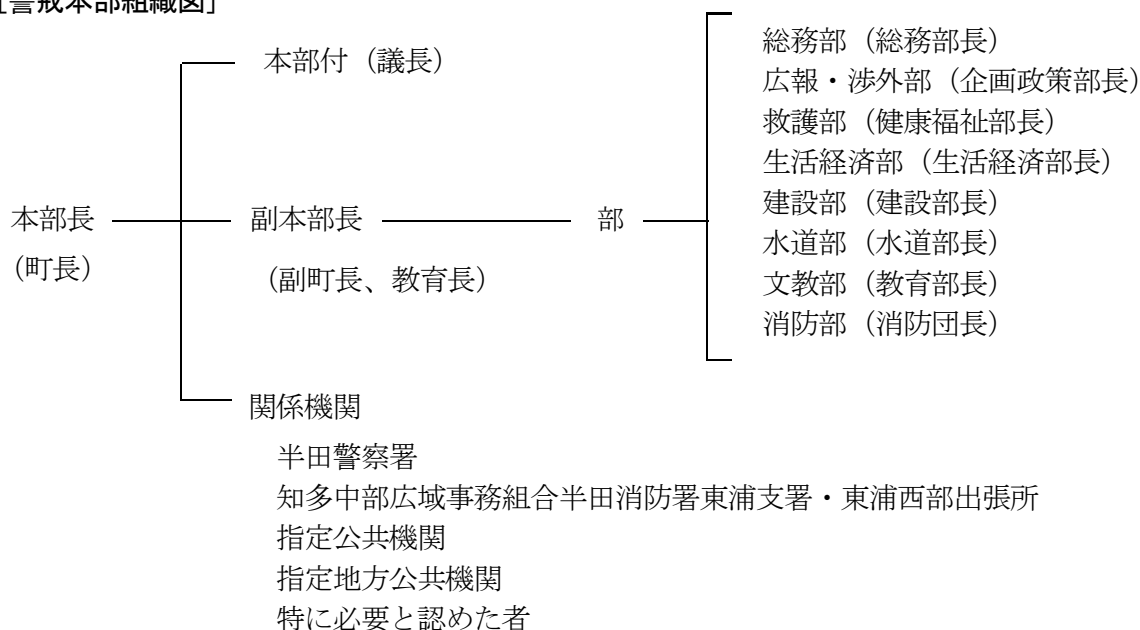 [警戒本部組織図]
本部付（議長）
本部長
（町長）
副本部長
（副町長、教育長）
部
総務部（総務部長）
広報・渉外部（企画政策部長）
救護部（健康福祉部長）
生活経済部（生活経済部長）
建設部（建設部長）
水道部（水道部長）
文教部（教育部長）
消防部（消防団長）
関係機関
半田警察署
知多中部広域事務組合半田消防署東浦支署・東浦西部出張所
指定公共機関
指定地方公共機関
特に必要と認めた者